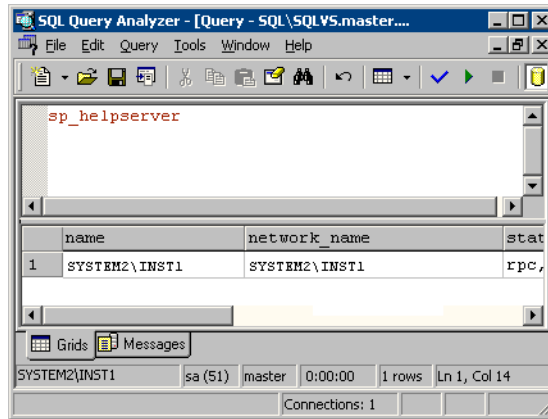 SQL Query Analyzer - [Query - SQL\SQLVS.master....
File Edit Query Tools Window Help
sp_helpserver
name network_name stat
1 SYSTEM2\INST1 SYSTEM2\INST1 rpc,
Grids Messages
SYSTEM2\INST1 sa (51) master 0:00:00 1 rows Ln 1, Col 14
Connections: 1